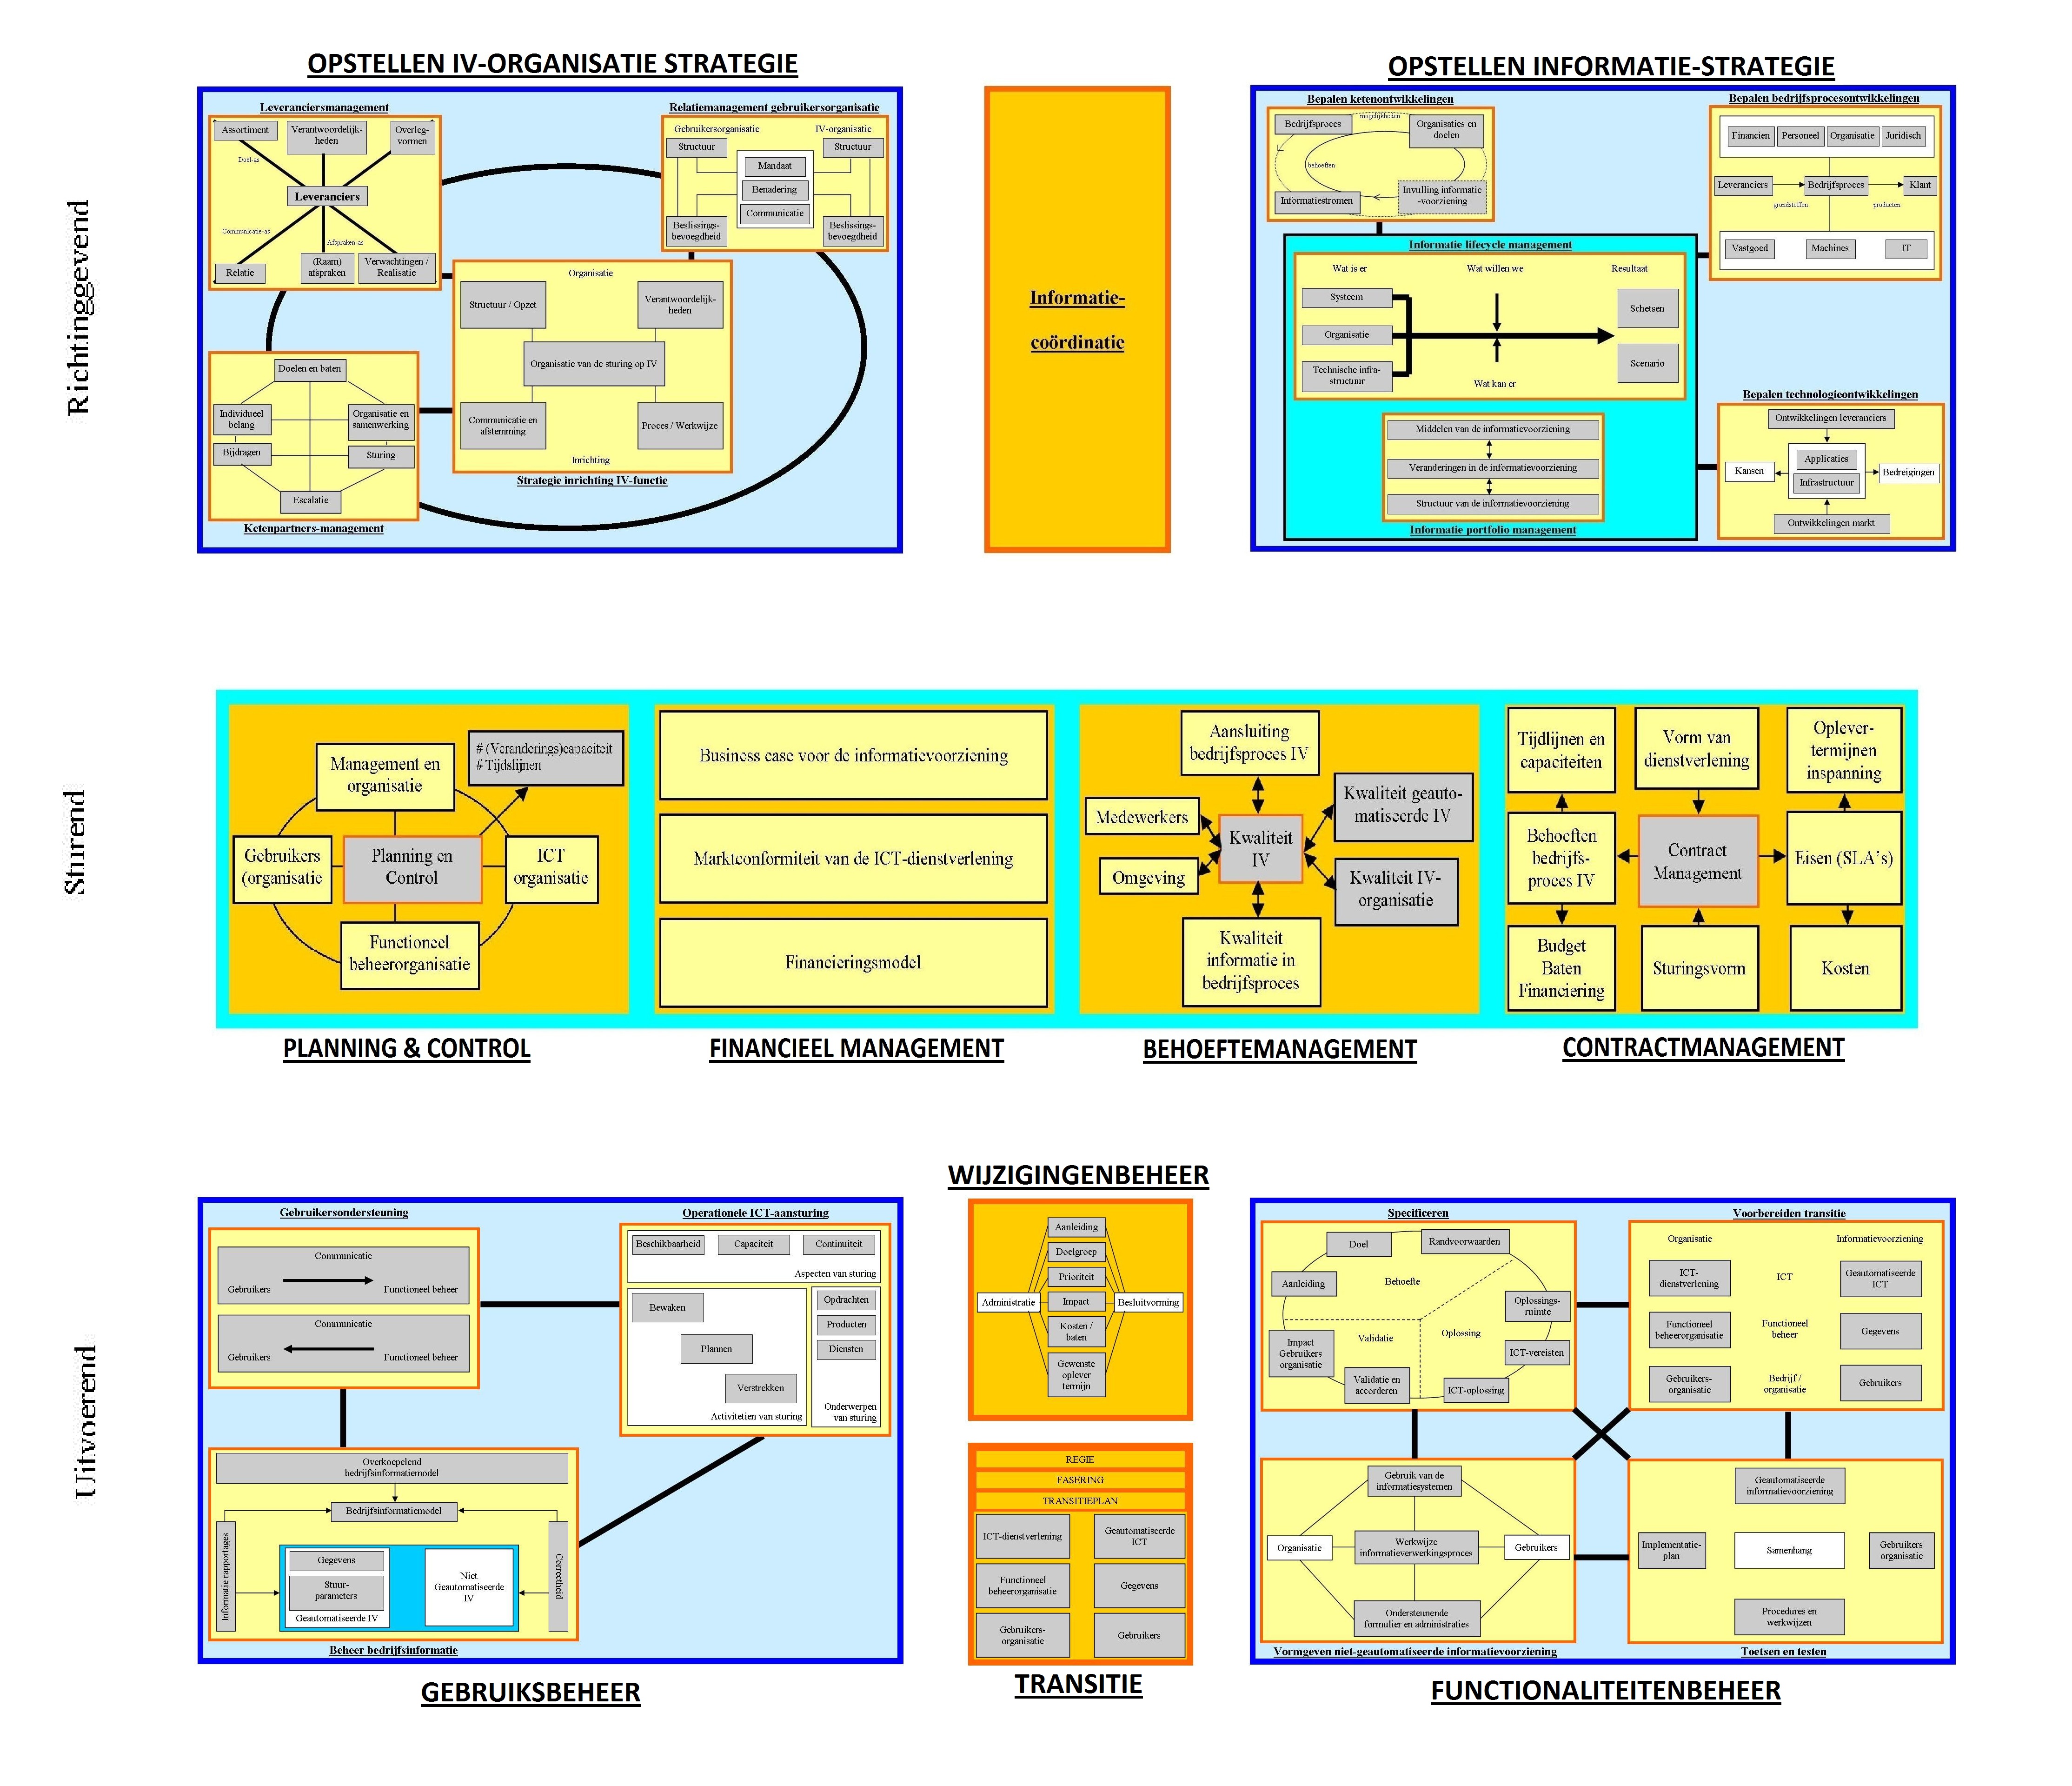 OPSTELLEN IV-ORGANISATIE STRATEGIE
OPSTELLEN INFORMATIE-STRATEGIE
Richtinggevend
Leveranciersmanagement
Assortiment
Verantwoordelijk-
heden
Overleg-
vormen
Doel-as
Leveranciers
Communicatie-as
Afspraken-as
Relatie
(Raam)
afspraken
Verwachtingen /
Realisatie
Relatiemanagement gebruikersorganisatie
Gebruikersorganisatie
IV-organisatie
Structuur
Structuur
Mandaat
Benadering
Communicatie
Beslissings-
bevoegdheid
Beslissings-
bevoegdheid
Organisatie
Structuur / Opzet
Verantwoordelijk-
heden
Organisatie van de sturing op IV
Communicatie en
afstemming
Proces / Werkwijze
Inrichting
Strategie inrichting IV-functie
Doelen en baten
Individueel
belang
Organisatie en
samenwerking
Bijdragen
Sturing
Escalatie
Ketenpartners-management
Informatie-
coördinatie
Bepalen ketenontwikkelingen
mogelijkheden
Bedrijfsproces
Organisaties en
doelen
behoeften
Informatiestromen
Invulling informatie
-voorziening
Bepalen bedrijfsprocesontwikkelingen
Financien
Personeel
Organisatie
Juridisch
Leveranciers
Bedrijfsproces
Klant
grondstoffen
producten
Vastgoed
Machines
IT
Informatie lifecycle management
Wat is er
Wat willen we
Resultaat
Systeem
Organisatie
Technische infra-
structuur
Schetsen
Scenario
Wat kan er
Middelen van de informatievoorziening
Veranderingen in de informatievoorziening
Structuur van de informatievoorziening
Informatie portfolio management
Bepalen technologieontwikkelingen
Ontwikkelingen leveranciers
Kansen
Applicaties
Infrastructuur
Bedreigingen
Ontwikkelingen markt
Sturend
Management en
organisatie
# (Veranderings)capaciteit
# Tijdslijnen
Gebruikers
(organisatie
Planning en
Control
ICT
organisatie
Functioneel
beheerorganisatie
PLANNING & CONTROL
Business case voor de informatievoorziening
Marktconformiteit van de ICT-dienstverlening
Financieringsmodel
FINANCIEEL MANAGEMENT
Aansluiting
bedrijfsproces IV
Medewerkers
Omgeving
Kwaliteit
IV
Kwaliteit geauto-
matiseerde IV
Kwaliteit IV-
organisatie
Kwaliteit
informatie in
bedrijfsproces
BEHOEFTEMANAGEMENT
Tijdlijnen en
capaciteiten
Vorm van
dienstverlening
Oplever-
termijnen
inspanning
Behoeften
bedrijfs-
proces IV
Contract
Management
Eisen (SLA's)
Budget
Baten
Financiering
Sturingsvorm
Kosten
CONTRACTMANAGEMENT
Uitvoerend
Gebruikersondersteuning
Communicatie
Gebruikers
Functioneel beheer
Communicatie
Gebruikers
Functioneel beheer
Operationele ICT-aansturing
Beschikbaarheid
Capaciteit
Continuiteit
Aspecten van sturing
Bewaken
Plannen
Verstrekken
Activiteiten van sturing
Opdrachten
Producten
Diensten
Onderwerpen
van sturing
Overkoepelend
bedrijfsinformatiemodel
Bedrijfsinformatiemodel
Informatie rapportages
Gegevens
Stuur-
parameters
Geautomatiseerde IV
Niet
Geautomatiseerde
IV
Correctheid
Beheer bedrijfsinformatie
GEBRUIKSBEHEER
WIJZIGINGENBEHEER
Aanleiding
Doelgroep
Prioriteit
Administratie
Impact
Besluitvorming
Kosten /
baten
Gewenste
oplever
termijn
REGIE
FASERING
TRANSITIEPLAN
ICT-dienstverlening
Geautomatiseerde
ICT
Functioneel
beheerorganisatie
Gegevens
Gebruikers-
organisatie
Gebruikers
TRANSITIE
Specificeren
Doel
Randvoorwaarden
Aanleiding
Behoefte
Oplossings-
ruimte
Validatie
Oplossing
Impact
Gebruikers
organisatie
ICT-vereisten
Validatie en
accorderen
ICT-oplossing
Voorbereiden transitie
Organisatie
Informatievoorziening
ICT-
dienstverlening
ICT
Geautomatiseerde
ICT
Functioneel
beheerorganisatie
Functioneel
beheer
Gegevens
Gebruikers-
organisatie
Bedrijf /
organisatie
Gebruikers
Gebruik van de
informatiesystemen
Organisatie
Werkwijze
informatieverwerkingsproces
Gebruikers
Ondersteunende
formulier en administraties
Vormgeven niet-geautomatiseerde informatievoorziening
Geautomatiseerde
informatievoorziening
Implementatie-
plan
Samenhang
Gebruikers
organisatie
Procedures en
werkwijzen
Toetsen en testen
FUNCTIONALITEITENBEHEER